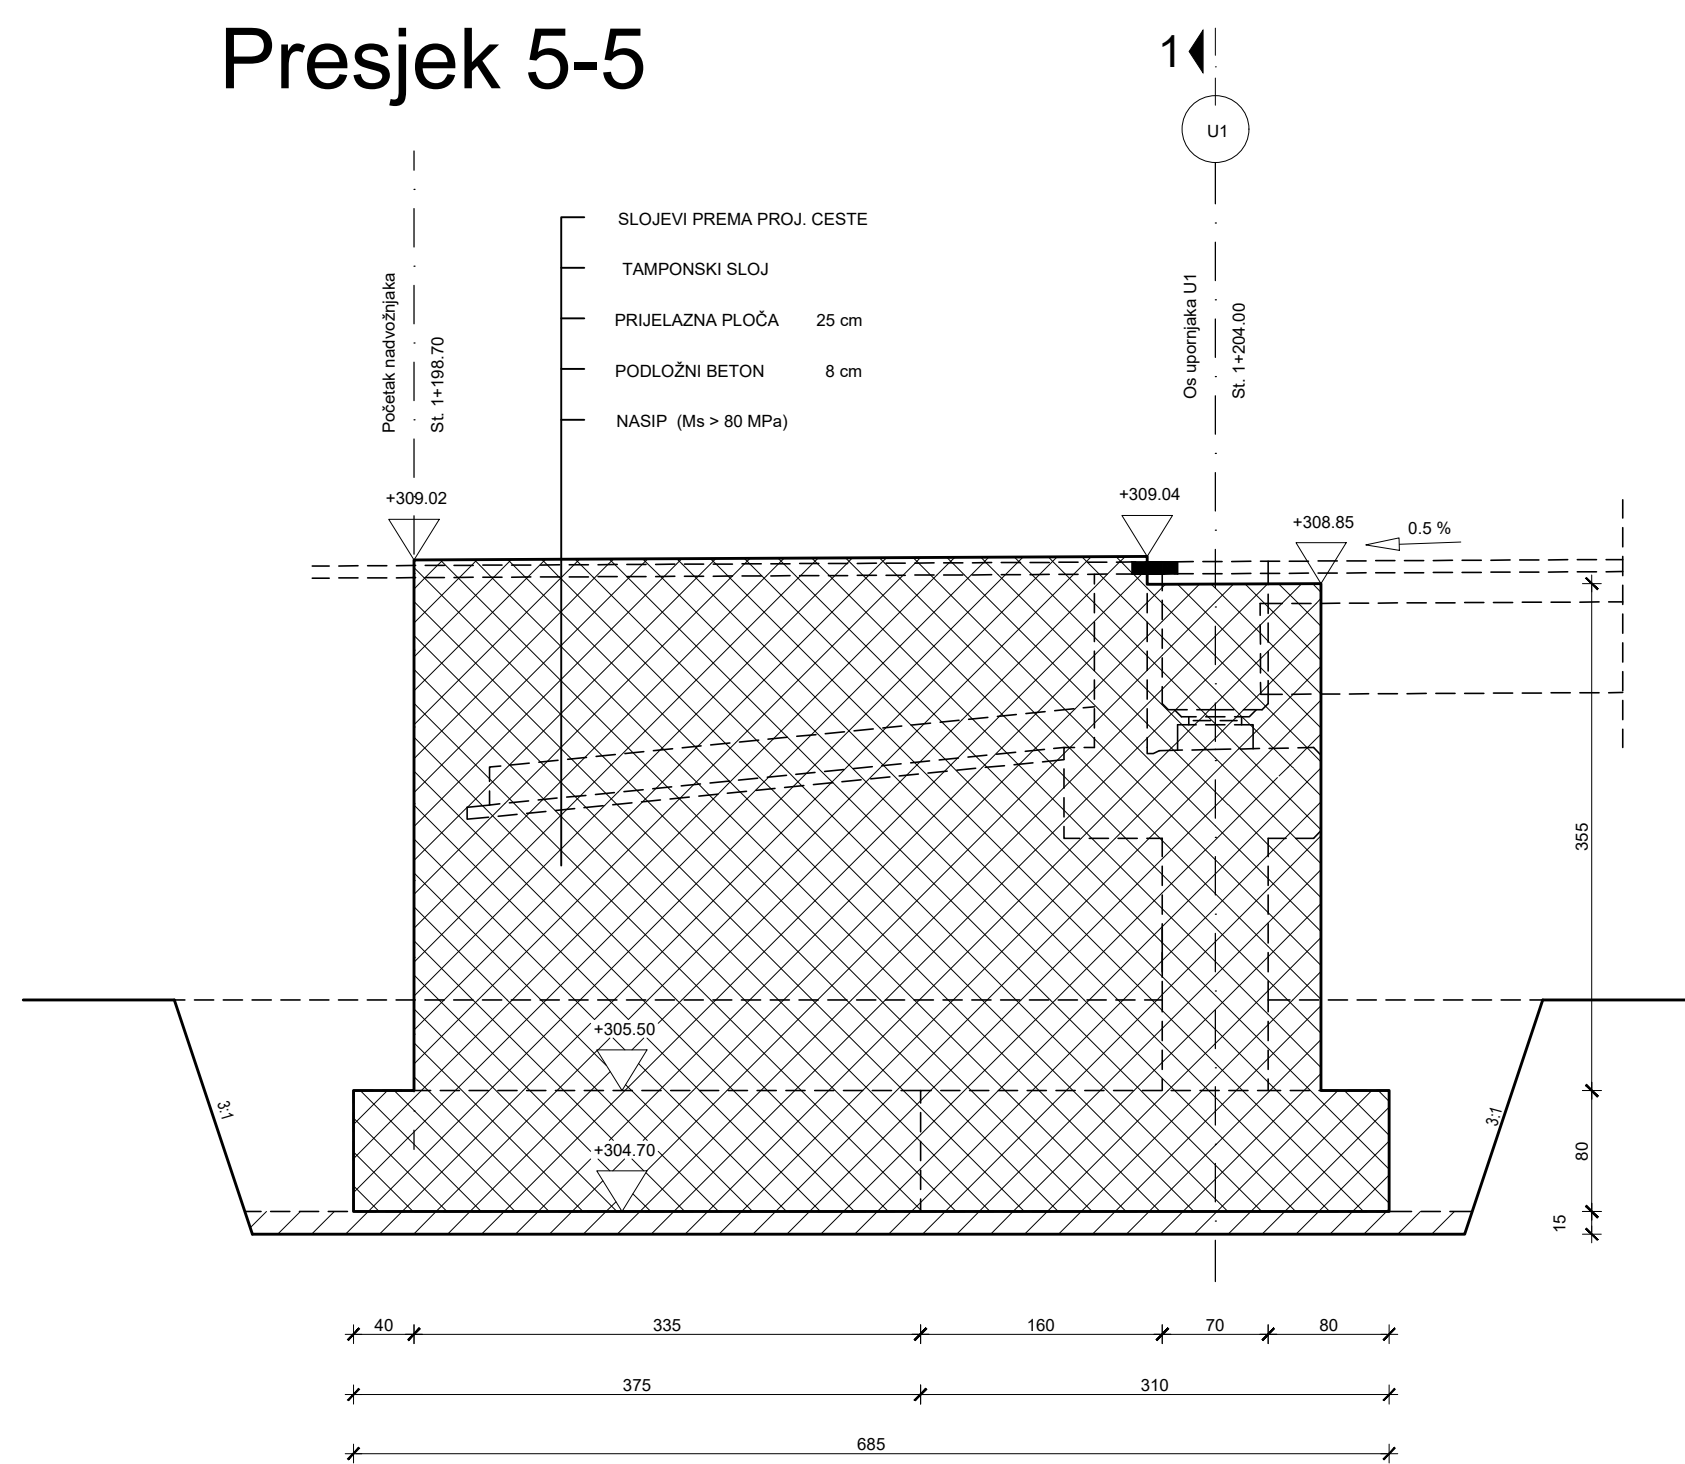 Presjek 5-5
1
U1
SLOJEVI PREMA PROJ. CESTE
TAMPONSKI SLOJ
PRIJELAZNA PLOČA 25 cm
PODLOŽNI BETON 8 cm
NASIP (Ms > 80 MPa)
Početak nadvožnjaka
St. 1+198.70
Os upornjaka U1
St. 1+204.00
+309.02
+309.04
+308.85
0.5 %
355
+305.50
3:1
3:1
+304.70
80
15
40 335 160 70 80
375 310
685